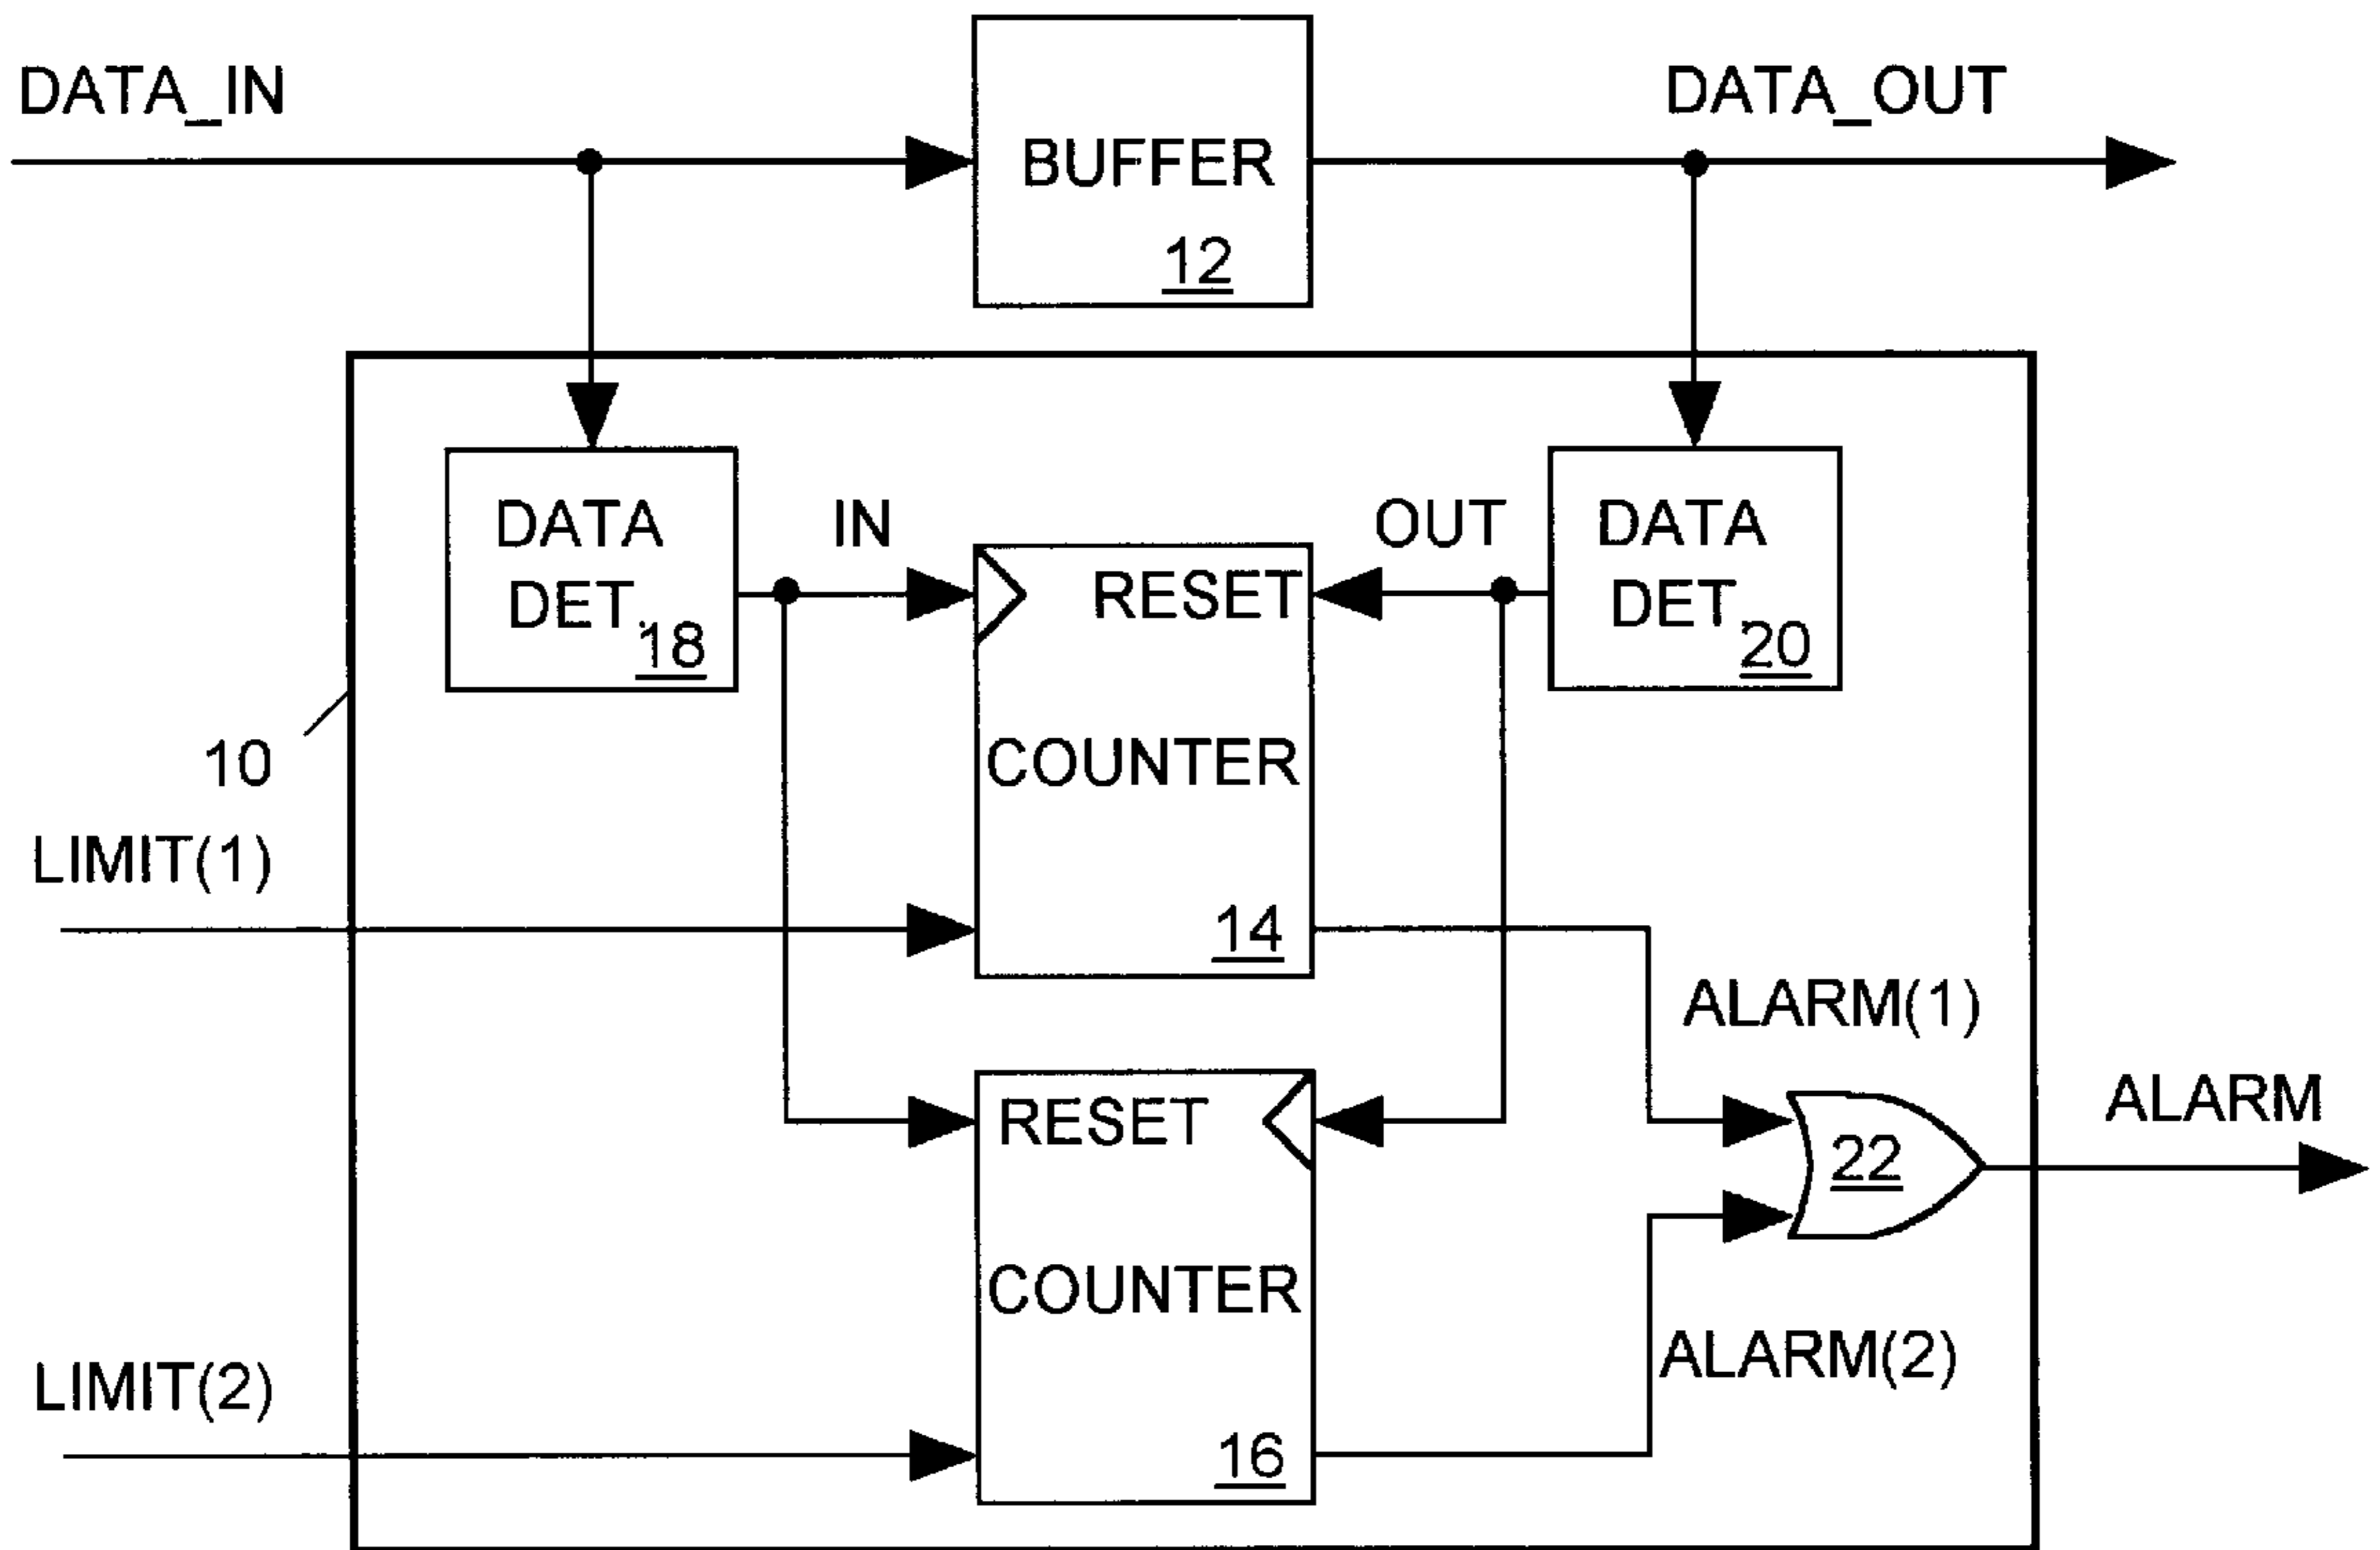 DATA_IN
DATA_OUT
BUFFER
12
DATA
DET.
18
IN
RESET
OUT
DATA
DET
20
COUNTER
10
LIMIT(1)
14
ALARM(1)
RESET
22
ALARM
COUNTER
ALARM(2)
LIMIT(2)
16